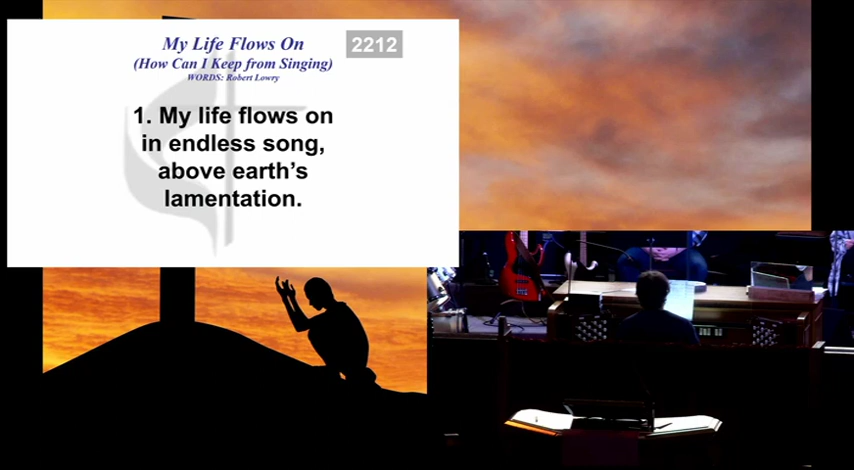 My Life Flows On
2212
(How Can I Keep from Singing)
WORDS: Robert Lowry
1. My life flows on
in endless song,
above earth's
lamentation.